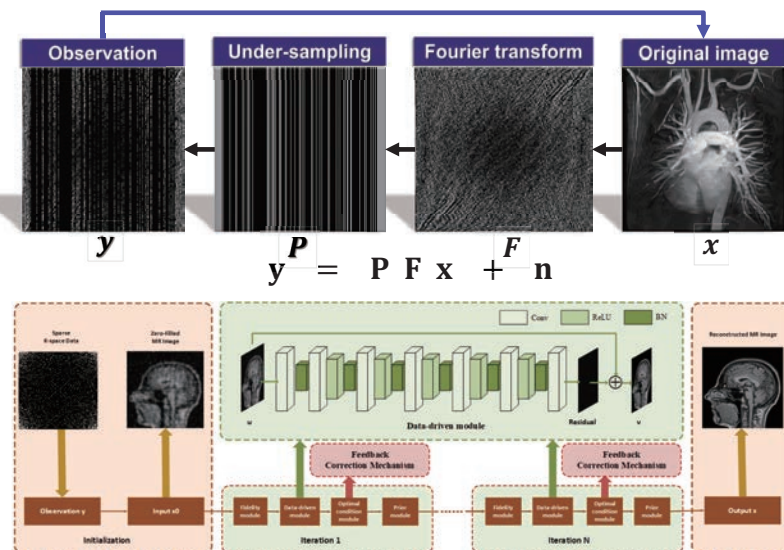 Observation
Under-sampling
Fourier transform
Original image
y
P
F
x
y = P F x + n
Conv
ReLU
BN
Sparse
K-space Data
Zero-filled
MR Image
Reconstructed MR Image
u
Residual
v
Data-driven module
Feedback
Correction Mechanism
Feedback
Correction Mechanism
Observation y
Input x0
Fidelity
module
Data-driven
module
Optimal
condition
module
Prior
module
Fidelity
module
Data-driven
module
Optimal
condition
module
Prior
module
Output x
Initialization
Iteration 1
Iteration N